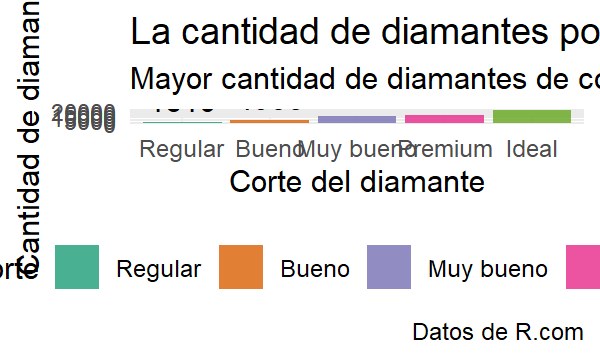 La cantidad de diamantes po
Mayor cantidad de diamantes de co
Cantidad de diaman
Regular Bueno Muy bueno Premium Ideal
Corte del diamante
Regular Bueno Muy bueno
Datos de R.com